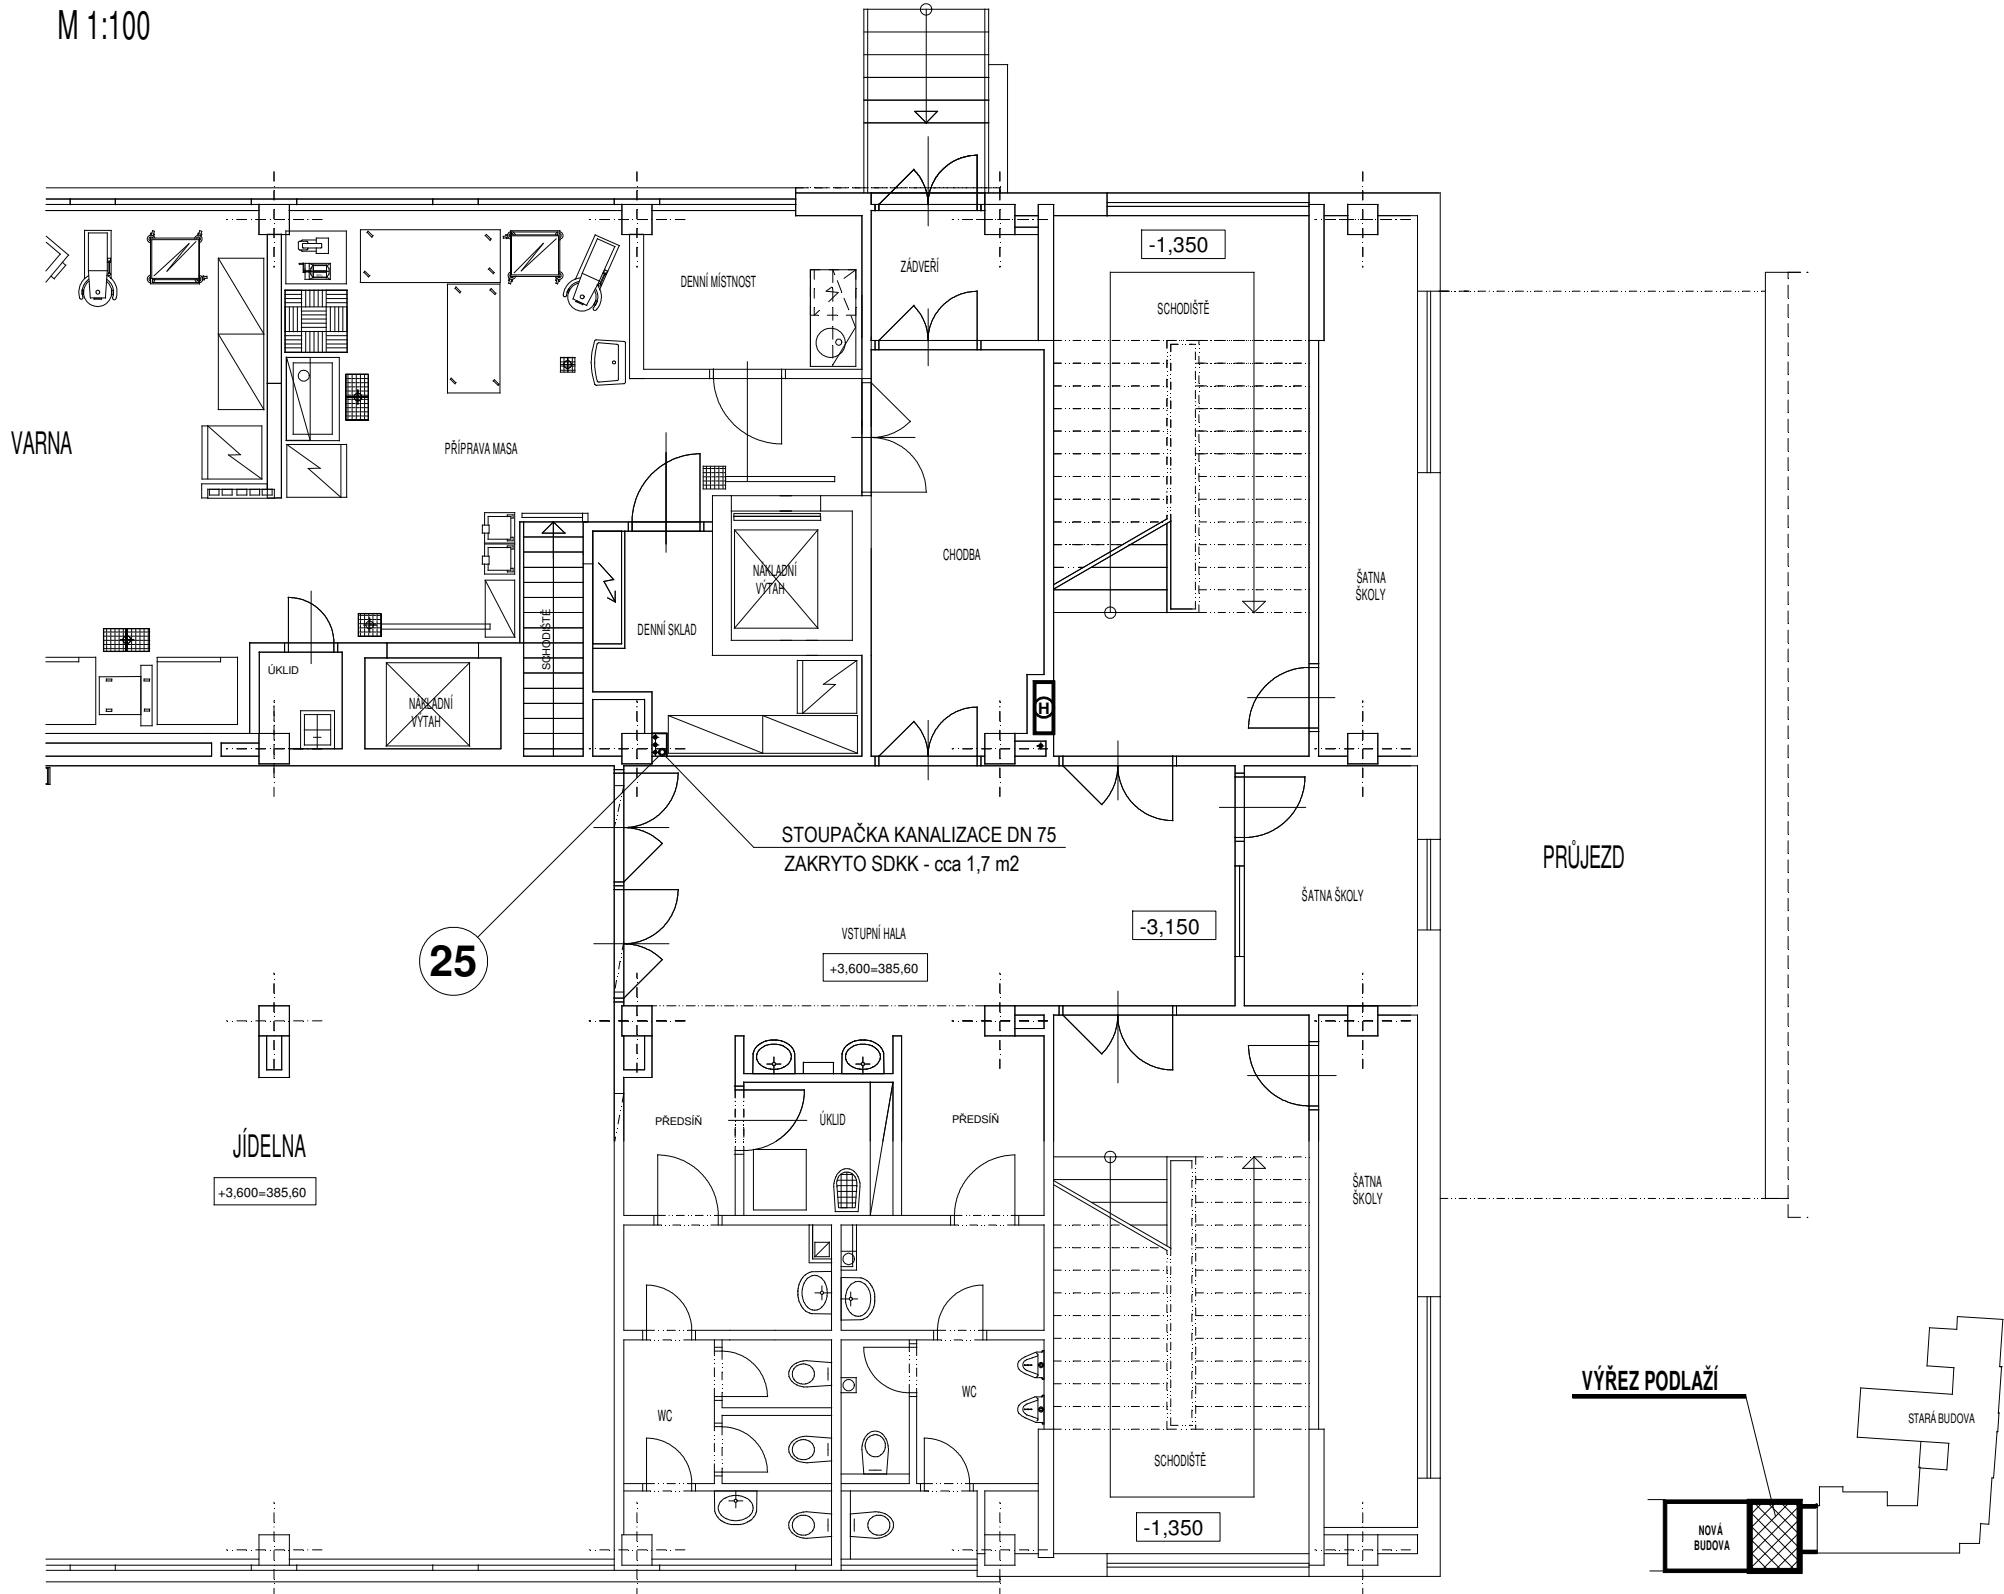 M 1:100
-1,350
ZÁDVEŘÍ
DENNÍ MÍSTNOST
SCHODIŠTĚ
VARNA
PŘÍPRAVA MASA
CHODBA
NÁKLADNÍ
VÝTAH
ŠATNA
ŠKOLY
DENNÍ SKLAD
SCHODIŠTĚ
ÚKLID
NÁKLADNÍ
VÝTAH
H
STOUPAČKA KANALIZACE DN 75
ZAKRYTO SDKK - cca 1,7 m2
PRŮJEZD
ŠATNA ŠKOLY
-3,150
VSTUPNÍ HALA
+3,600=385,60
25
PŘEDSÍŇ
ÚKLID
PŘEDSÍŇ
JÍDELNA
+3,600=385,60
ŠATNA
ŠKOLY
WC
WC
SCHODIŠTĚ
-1,350
VÝŘEZ PODLAŽÍ
STARÁ BUDOVA
NOVÁ
BUDOVA